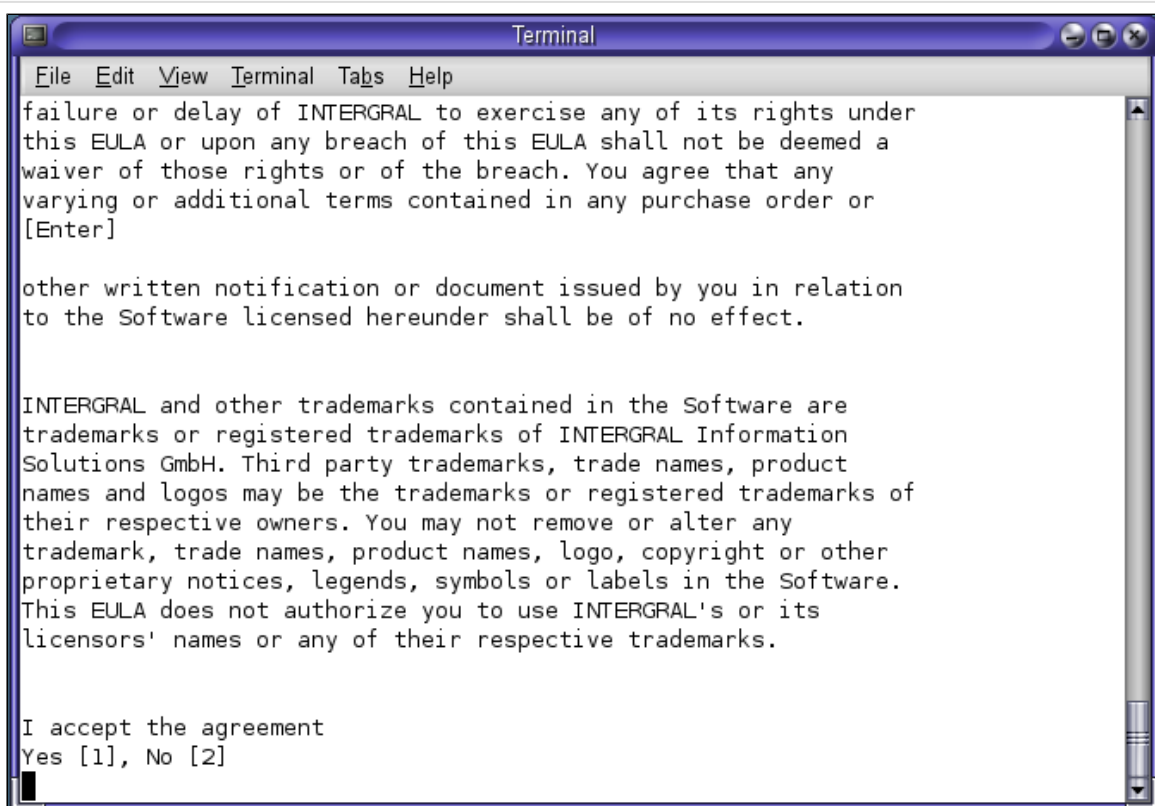 Terminal
File Edit View Terminal Tabs Help
failure or delay of INTERGRAL to exercise any of its rights under
this EULA or upon any breach of this EULA shall not be deemed a
waiver of those rights or of the breach. You agree that any
varying or additional terms contained in any purchase order or
[Enter]
other written notification or document issued by you in relation
to the Software licensed hereunder shall be of no effect.
INTERGRAL and other trademarks contained in the Software are
trademarks or registered trademarks of INTERGRAL Information
Solutions GmbH. Third party trademarks, trade names, product
names and logos may be the trademarks or registered trademarks of
their respective owners. You may not remove or alter any
trademark, trade names, product names, logo, copyright or other
proprietary notices, legends, symbols or labels in the Software.
This EULA does not authorize you to use INTERGRAL's or its
licensors' names or any of their respective trademarks.
I accept the agreement
Yes [1], No [2]